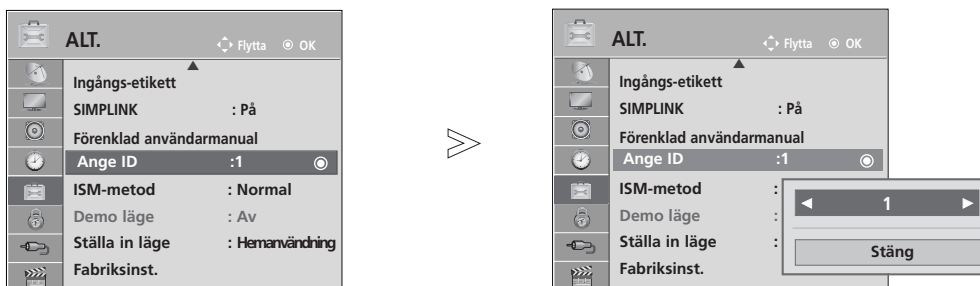 ALT.
Flytta OK
Ingångs-etikett
SIMPLINK : På
Förenklad användarmanual
Ange ID :1
ISM-metod : Normal
Demo läge : Av
Ställa in läge : Hemanvändning
Fabriksinst.
>
ALT.
Flytta OK
Ingångs-etikett
SIMPLINK : På
Förenklad användarmanual
Ange ID :1
ISM-metod :
Demo läge :
Ställa in läge :
Fabriksinst.
◀ 1 ▶
Stäng